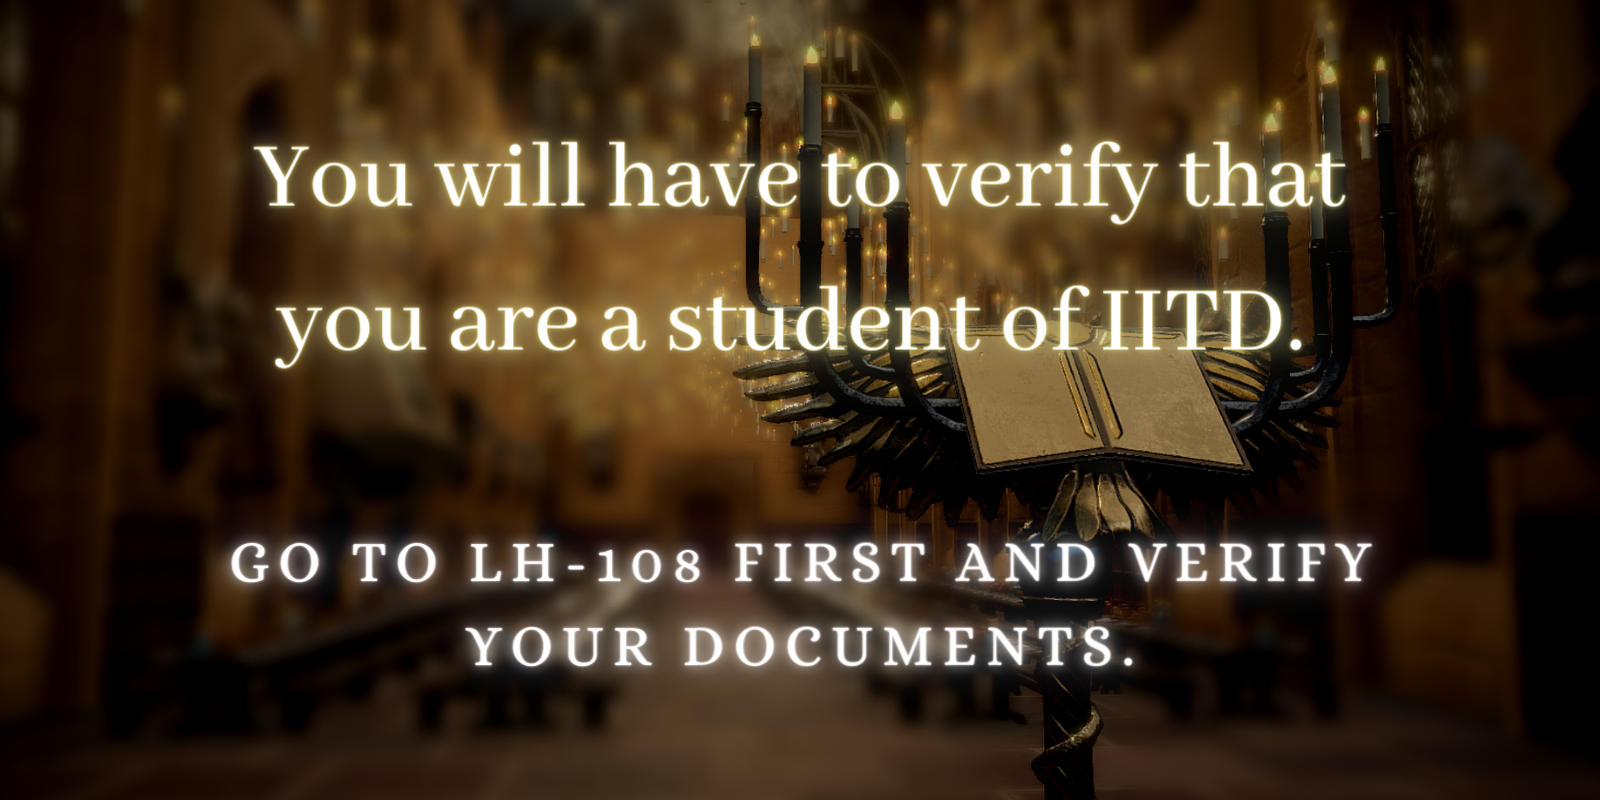 You will have to verify that
you are a student of IITD.
GO TO LH-108 FIRST AND VERIFY
YOUR DOCUMENTS.